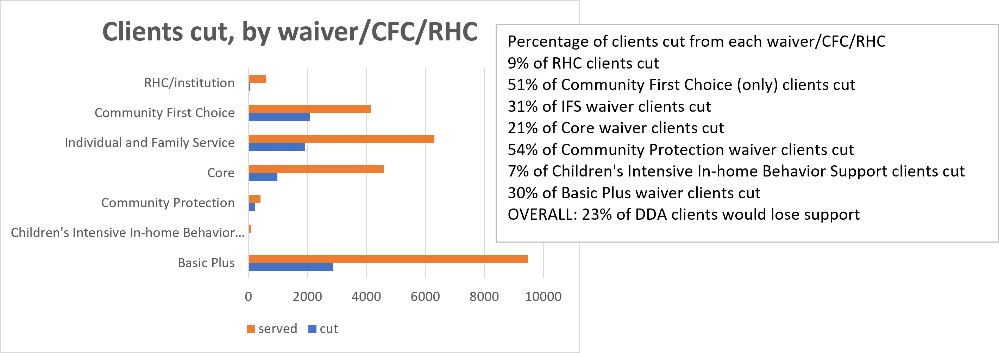 Clients cut, by waiver/CFC/RHC
RHC/institution
Community First Choice
Individual and Family Service
Core
Community Protection
Children's Intensive In-home Behavior...
Basic Plus
0 2000 4000 6000 8000 10000
served cut
Percentage of clients cut from each waiver/CFC/RHC
9% of RHC clients cut
51% of Community First Choice (only) clients cut
31% of IFS waiver clients cut
21% of Core waiver clients cut
54% of Community Protection waiver clients cut
7% of Children's Intensive In-home Behavior Support clients cut
30% of Basic Plus waiver clients cut
OVERALL: 23% of DDA clients would lose support